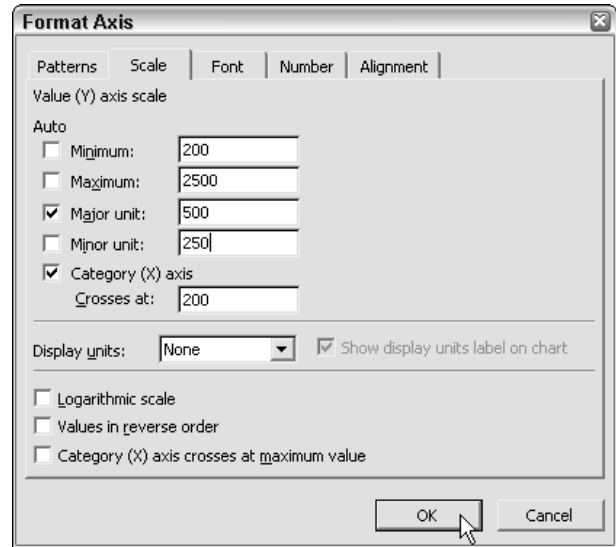 Format Axis
Patterns Scale Font Number Alignment
Value (Y) axis scale
Auto
Minimum: 200
Maximum: 2500
Major unit: 500
Minor unit: 250
Category (X) axis
Crosses at: 200
Display units: None Show display units label on chart
Logarithmic scale
Values in reverse order
Category (X) axis crosses at maximum value
OK Cancel